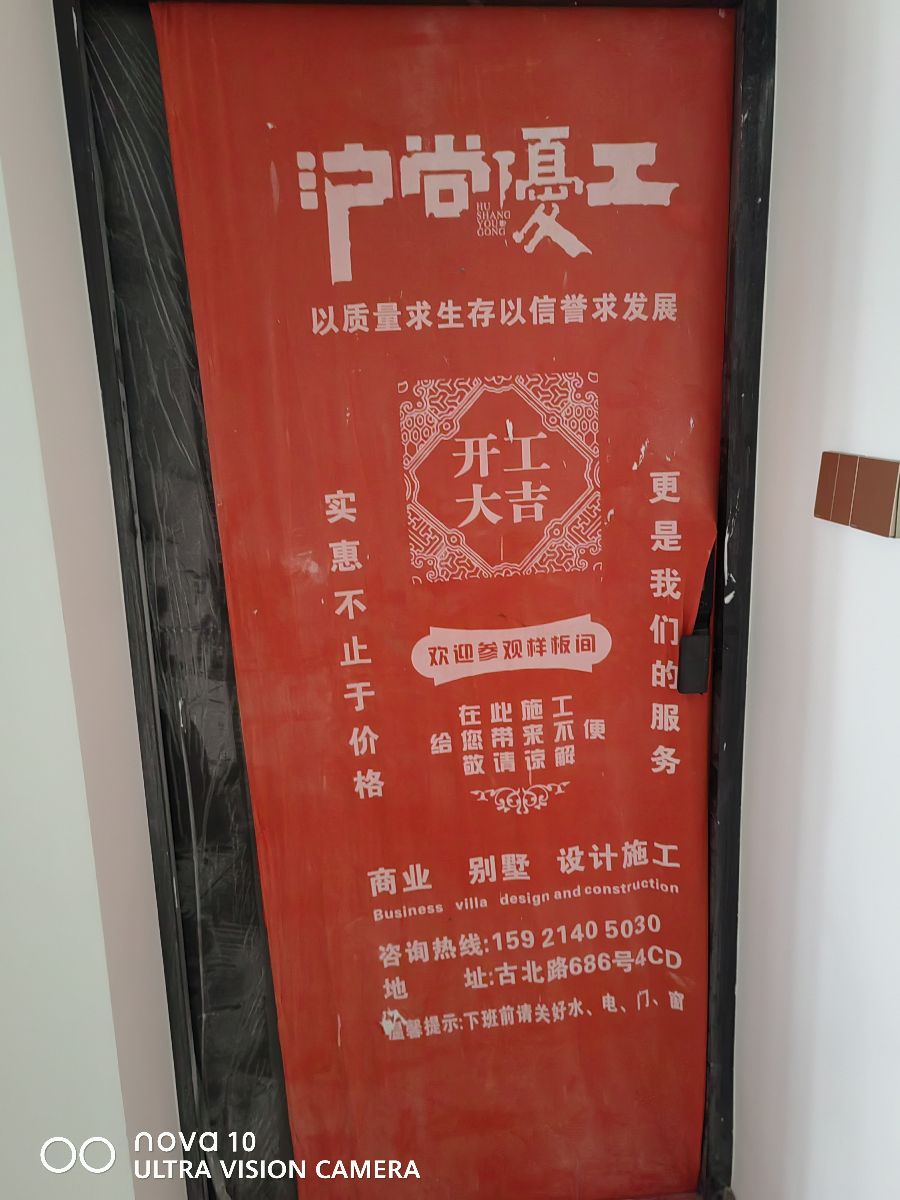 沪尚優工
HU
SHANG
YOU
GONG
以质量求生存以信誉求发展
开工
大吉
实惠不止于价格
更是我们的服务
欢迎参观样板间
在此施工
给您带来不便
敬请谅解
商业 别墅 设计施工
Business villa design and construction
咨询热线:159 2140 5030
地 址:古北路686号4CD
温馨提示:下班前请关好水、电、门、窗
nova 10
ULTRA VISION CAMERA